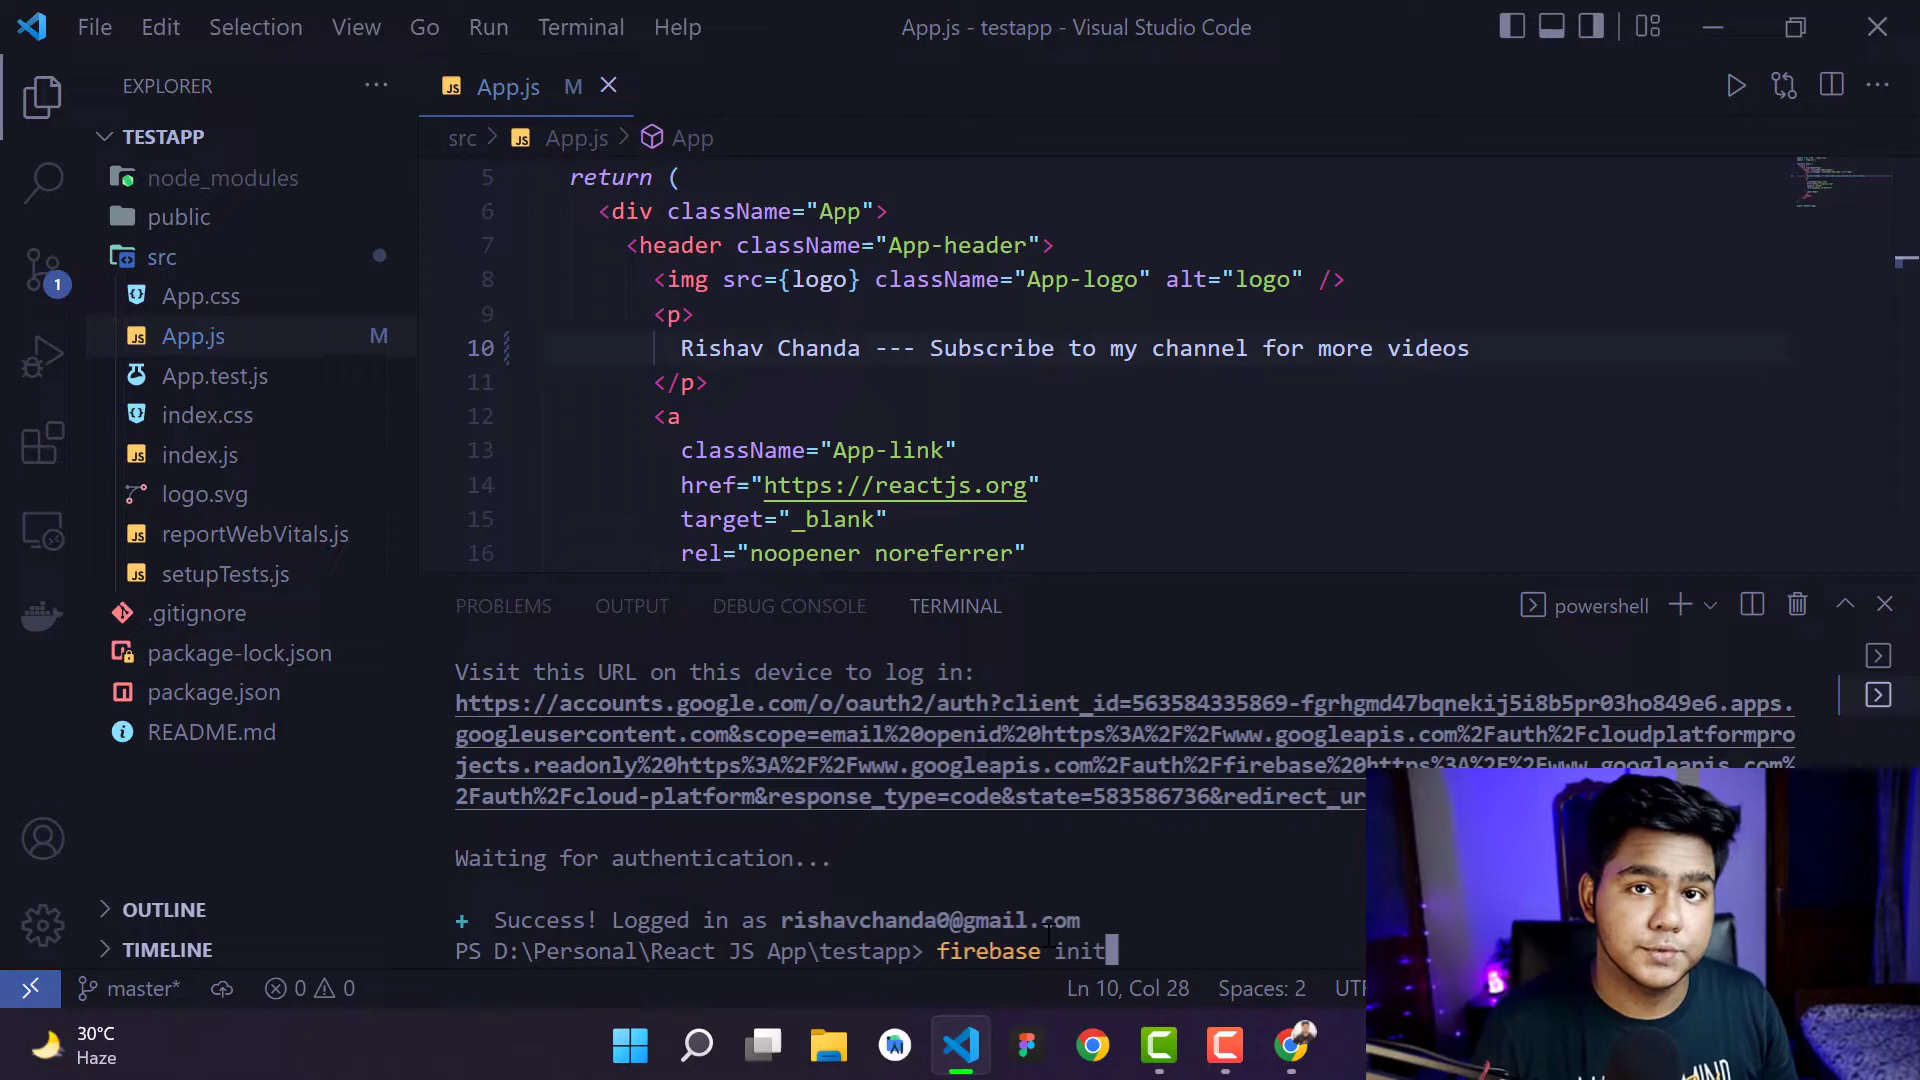 File Edit Selection View Go Run Terminal Help
App.js - testapp - Visual Studio Code
EXPLORER
TESTAPP
node_modules
public
src
App.css
App.js M
App.test.js
index.css
index.js
logo.svg
reportWebVitals.js
setupTests.js
.gitignore
package-lock.json
package.json
README.md
OUTLINE
TIMELINE
App.js M
src > App.js > App
5 return (
6 <div className="App">
7 <header className="App-header">
8 <img src={logo} className="App-logo" alt="logo" />
9 <p>
10 Rishav Chanda --- Subscribe to my channel for more videos
11 </p>
12 <a
13 className="App-link"
14 href="https://reactjs.org"
15 target="_blank"
16 rel="noopener noreferrer"
PROBLEMS OUTPUT DEBUG CONSOLE TERMINAL
powershell
Visit this URL on this device to log in:
https://accounts.google.com/o/oauth2/auth?client_id=563584335869-fgrhgmd47bqnekij5i8b5pr03ho849e6.apps.
googleusercontent.com&scope=email%20openid%20https%3A%2F%2Fwww.googleapis.com%2Fauth%2Fcloudplatformpro
jects.readonly%20https%3A%2F%2Fwww.googleapis.com%2Fauth%2Ffirebase%20https%3A%2F%2Fwww.googleapis.com%
2Fauth%2Fcloud-platform&response_type=code&state=583586736&redirect_ur
Waiting for authentication...
+ Success! Logged in as rishavchanda0@gmail.com
PS D:\Personal\React JS App\testapp> firebase init
1
master* 0 0
Ln 10, Col 28 Spaces: 2 UTF
30°C
Haze